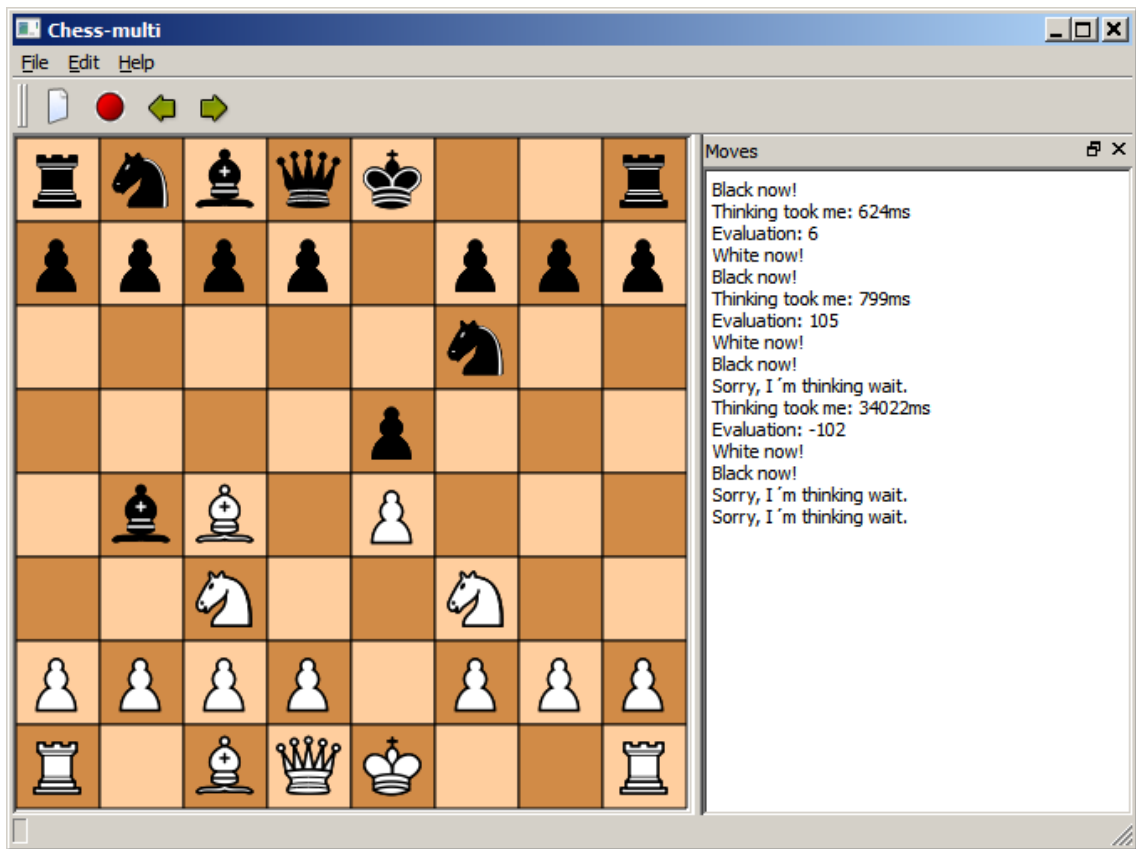 Chess-multi
File Edit Help
Moves
Black now!
Thinking took me: 624ms
Evaluation: 6
White now!
Black now!
Thinking took me: 799ms
Evaluation: 105
White now!
Black now!
Sorry, I ´m thinking wait.
Thinking took me: 34022ms
Evaluation: -102
White now!
Black now!
Sorry, I ´m thinking wait.
Sorry, I ´m thinking wait.